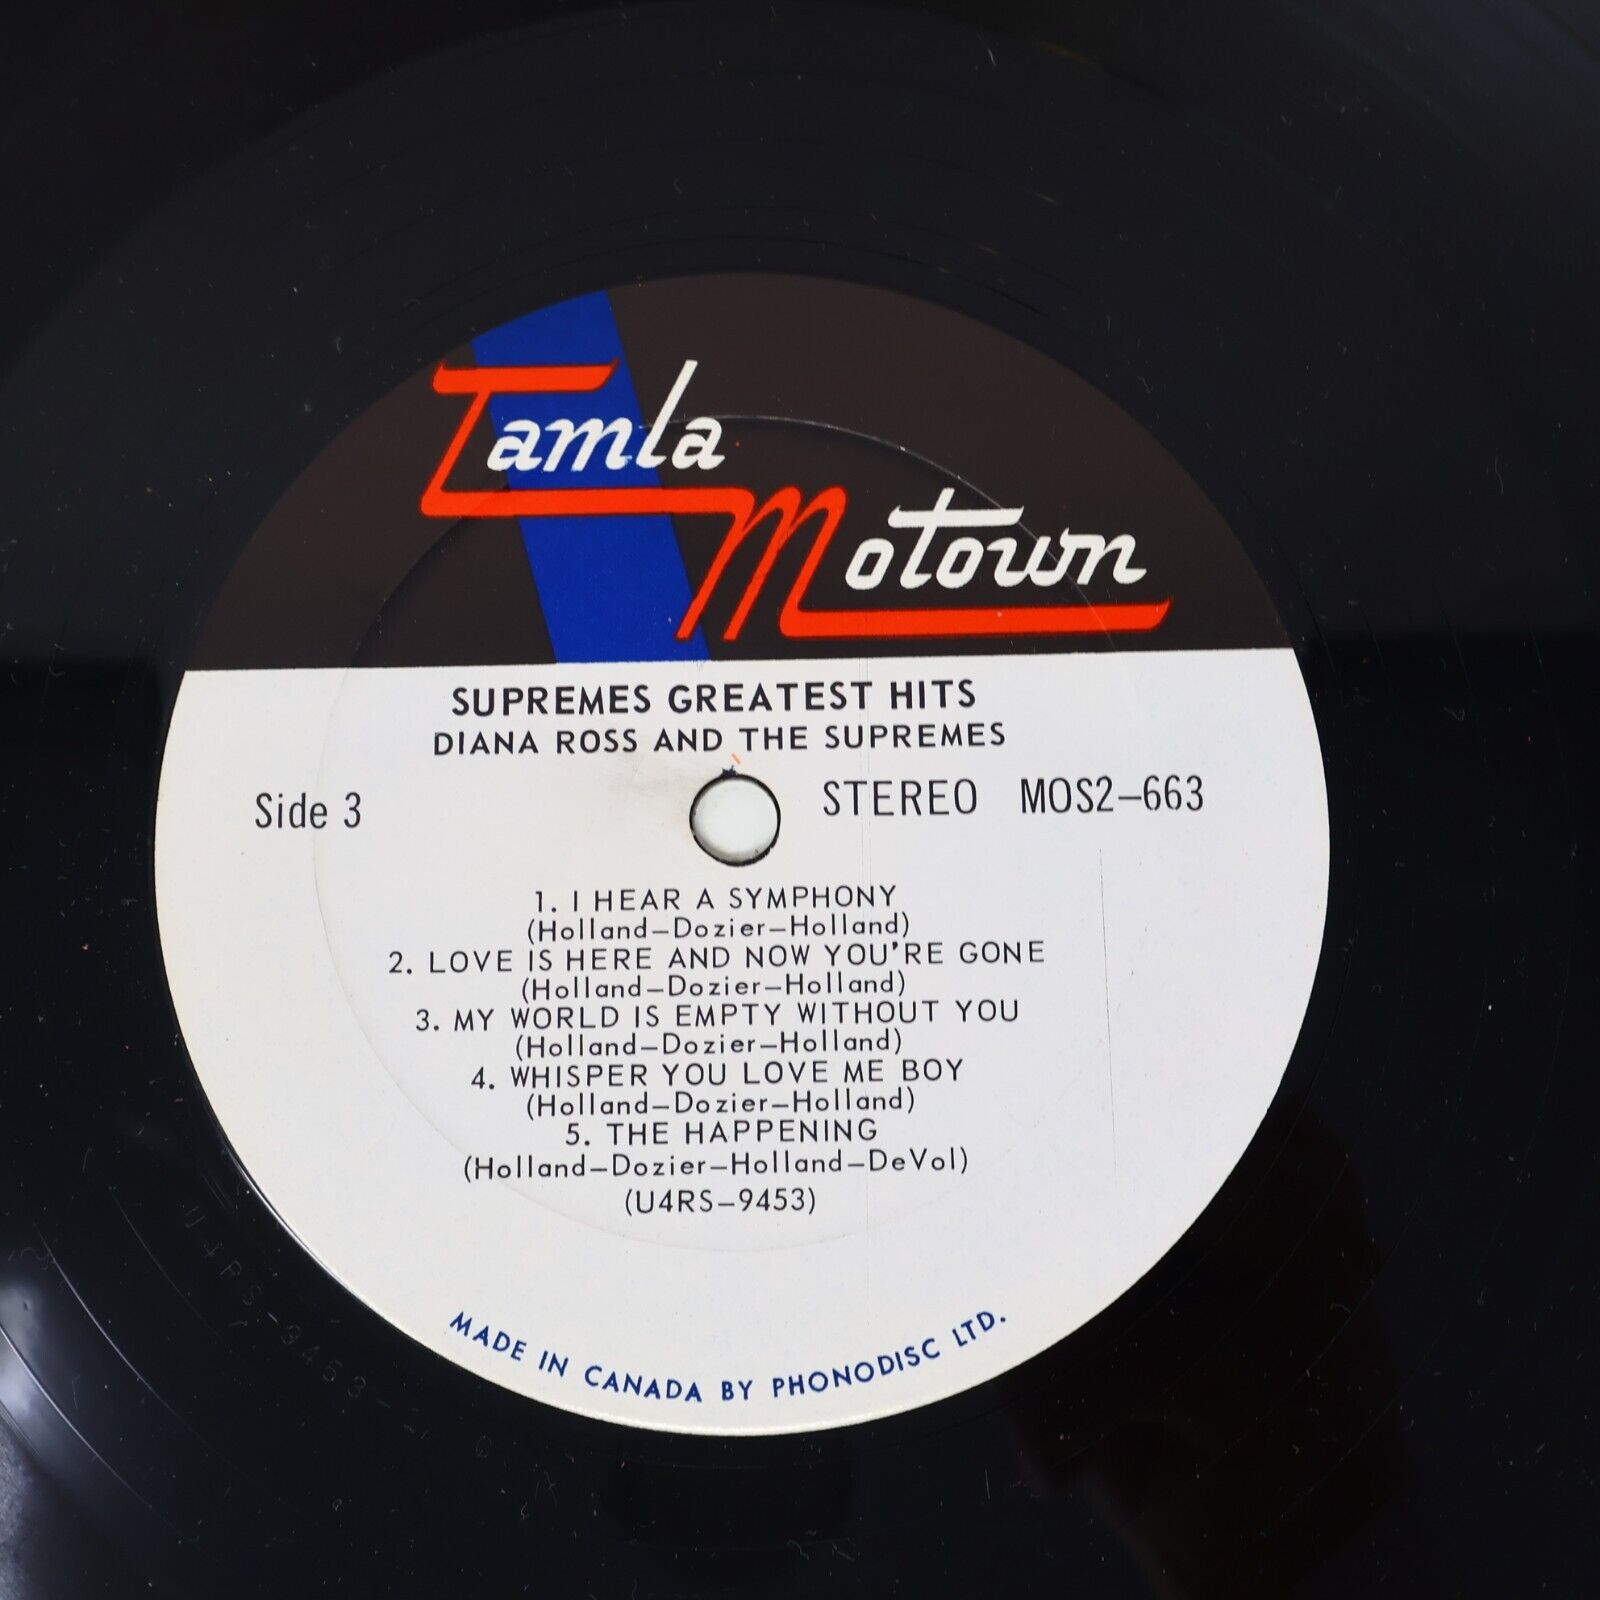 Tamla
Motown
SUPREMES GREATEST HITS
DIANA ROSS AND THE SUPREMES
Side 3
STEREO MOS2-663
1. I HEAR A SYMPHONY
(Holland-Dozier-Holland)
2. LOVE IS HERE AND NOW YOU'RE GONE
(Holland-Dozier-Holland)
3. MY WORLD IS EMPTY WITHOUT YOU
(Holland-Dozier-Holland)
4. WHISPER YOU LOVE ME BOY
(Holland-Dozier-Holland)
5. THE HAPPENING
(Holland-Dozier-Holland-DeVol)
(U4RS-9453)
MADE IN CANADA BY PHONODISC LTD.